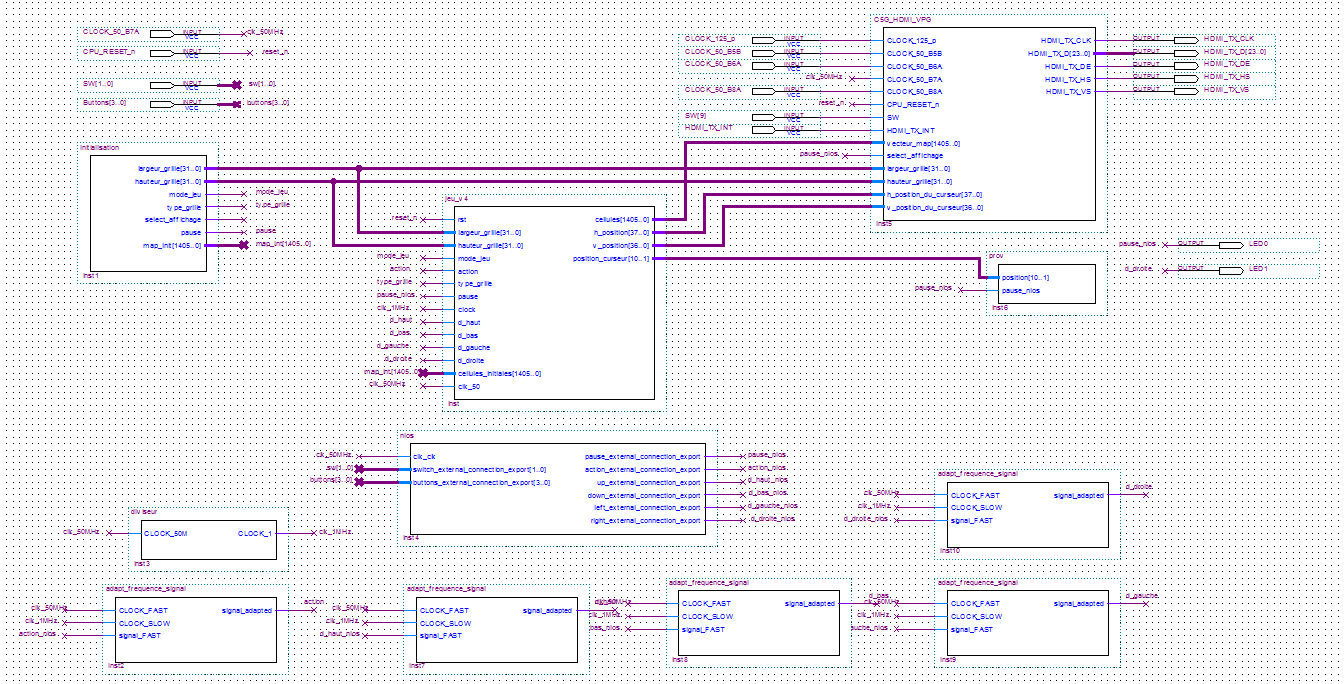 CLOCK_50_B7A INPUT VCC clk_50MHz
CPU_RESET_n INPUT VCC reset_n
SW[1..0] INPUT VCC sw[1..0]
Buttons[3..0] INPUT VCC buttons[3..0]
C5G_HDMI_VPG
CLOCK_125_p INPUT VCC CLOCK_125_p HDMI_TX_CLK OUTPUT HDMI_TX_CLK
CLOCK_50_B5B INPUT VCC CLOCK_50_B5B HDMI_TX_D[23..0] OUTPUT HDMI_TX_D[23..0]
CLOCK_50_B6A INPUT VCC CLOCK_50_B6A HDMI_TX_DE OUTPUT HDMI_TX_DE
clk_50MHz CLOCK_50_B7A HDMI_TX_HS OUTPUT HDMI_TX_HS
CLOCK_50_B8A INPUT VCC CLOCK_50_B8A HDMI_TX_VS OUTPUT HDMI_TX_VS
reset_n CPU_RESET_n
SW[9] INPUT VCC SW
HDMI_TX_INT INPUT VCC HDMI_TX_INT
vecteur_map[1405..0]
pause_nios select_affichage
largeur_grille[31..0]
hauteur_grille[31..0]
h_position_du_curseur[37..0]
v_position_du_curseur[36..0]
inst5
initialisation
largeur_grille[31..0]
hauteur_grille[31..0]
mode_jeu mode_jeu
type_grille type_grille
select_affichage
pause pause
map_init[1405..0] map_init[1405..0]
inst1
jeu_v4
reset_n rst cellules[1405..0]
largeur_grille[31..0] h_position[37..0]
hauteur_grille[31..0] v_position[36..0]
mode_jeu mode_jeu position_curseur[10..1]
action action
type_grille type_grille
pause_nios pause
clk_1MHz clock
d_haut d_haut
d_bas d_bas
d_gauche d_gauche
d_droite d_droite
map_init[1405..0] cellules_initiales[1405..0]
clk_50MHz clk_50
inst
pause_nios OUTPUT LED0
d_droite OUTPUT LED1
prov
position[10..1]
pause_nios pause_nios
inst6
nios
clk_50MHz clk_clk pause_external_connection_export pause_nios
sw[1..0] switch_external_connection_export[1..0] action_external_connection_export action_nios
buttons[3..0] buttons_external_connection_export[3..0] up_external_connection_export d_haut_nios
down_external_connection_export d_bas_nios
left_external_connection_export d_gauche_nios
right_external_connection_export d_droite_nios
inst4
adapt_frequence_signal
clk_50MHz CLOCK_FAST signal_adapted d_droite
clk_1MHz CLOCK_SLOW
d_droite_nios signal_FAST
inst10
diviseur
clk_50MHz CLOCK_50M CLOCK_1 clk_1MHz
inst3
adapt_frequence_signal
clk_50MHz CLOCK_FAST signal_adapted action
clk_1MHz CLOCK_SLOW
action_nios signal_FAST
inst2
adapt_frequence_signal
clk_50MHz CLOCK_FAST signal_adapted
clk_1MHz CLOCK_SLOW
d_haut_nios signal_FAST
inst7
adapt_frequence_signal
CLOCK_FAST signal_adapted d_bas
clk_1MHz CLOCK_SLOW
bas_nios signal_FAST
inst8
adapt_frequence_signal
clk_50MHz CLOCK_FAST signal_adapted d_gauche
clk_1MHz CLOCK_SLOW
auche_nios signal_FAST
inst9